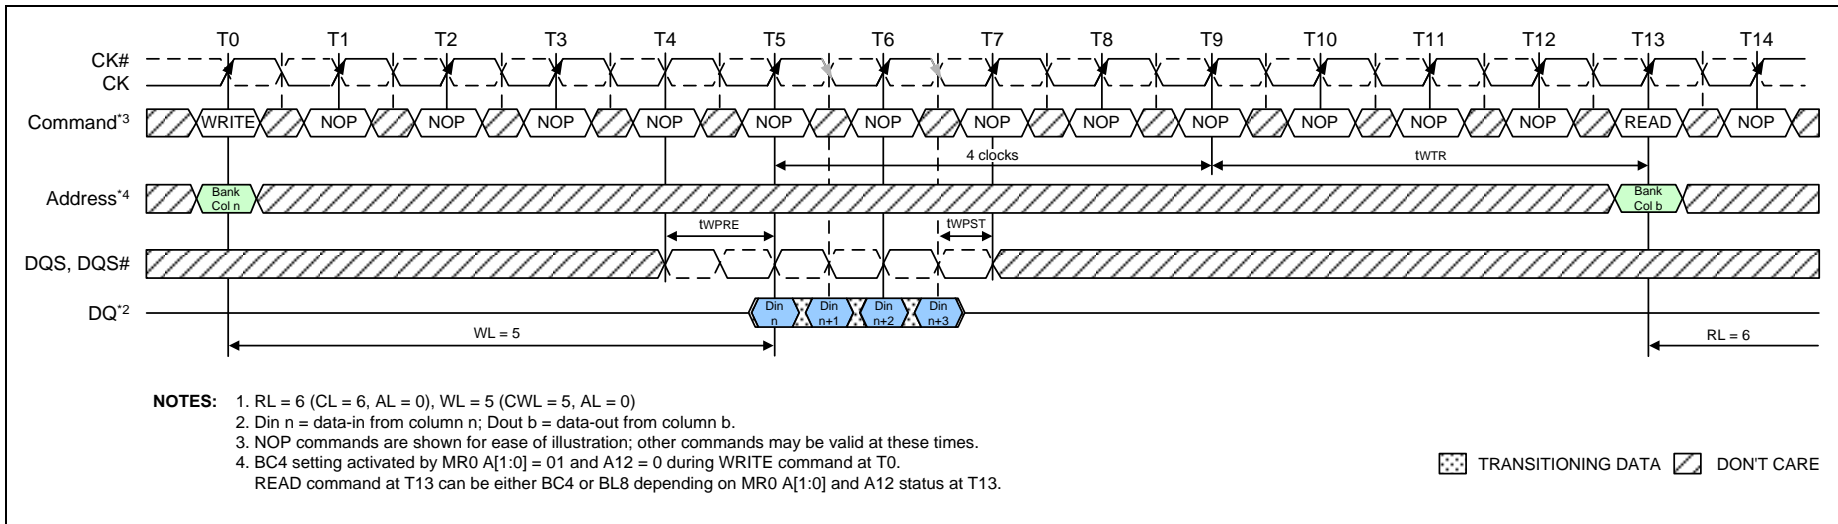 T0 T1 T2 T3 T4 T5 T6 T7 T8 T9 T10 T11 T12 T13 T14
CK#
CK
Command*3 WRITE NOP NOP NOP NOP NOP NOP NOP NOP NOP NOP NOP NOP READ NOP
4 clocks tWTR
Address*4 Bank Col n Bank Col b
tWPRE tWPST
DQS, DQS#
DQ*2 Din n Din n+1 Din n+2 Din n+3
WL = 5 RL = 6
NOTES: 1. RL = 6 (CL = 6, AL = 0), WL = 5 (CWL = 5, AL = 0)
2. Din n = data-in from column n; Dout b = data-out from column b.
3. NOP commands are shown for ease of illustration; other commands may be valid at these times.
4. BC4 setting activated by MR0 A[1:0] = 01 and A12 = 0 during WRITE command at T0.
READ command at T13 can be either BC4 or BL8 depending on MR0 A[1:0] and A12 status at T13.
TRANSITIONING DATA DON'T CARE